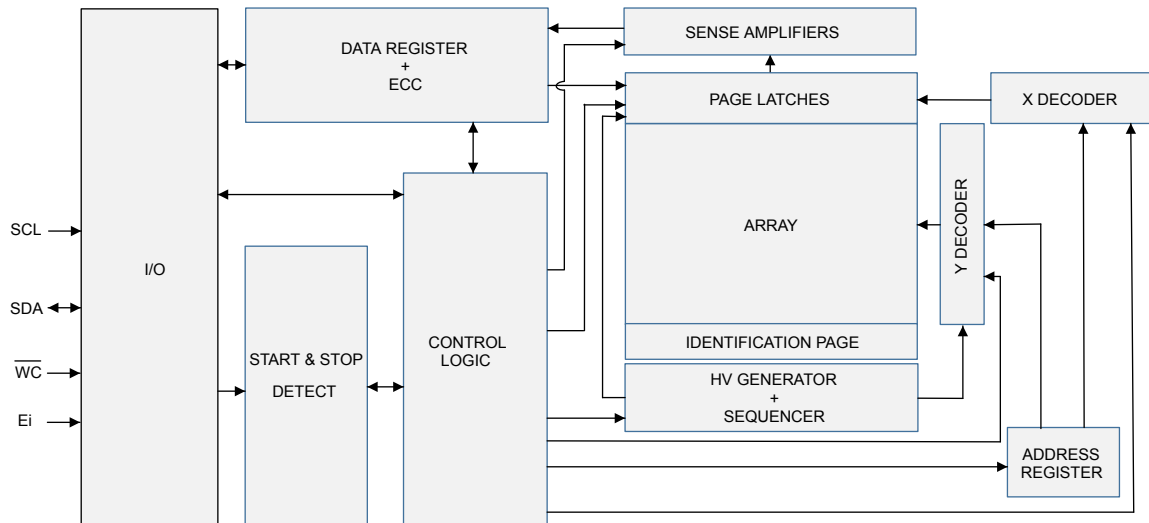 DATA REGISTER
+
ECC
SENSE AMPLIFIERS
PAGE LATCHES
X DECODER
ARRAY
Y DECODER
SCL
I/O
SDA
WC
Ei
START & STOP
DETECT
CONTROL
LOGIC
IDENTIFICATION PAGE
HV GENERATOR
+
SEQUENCER
ADDRESS
REGISTER